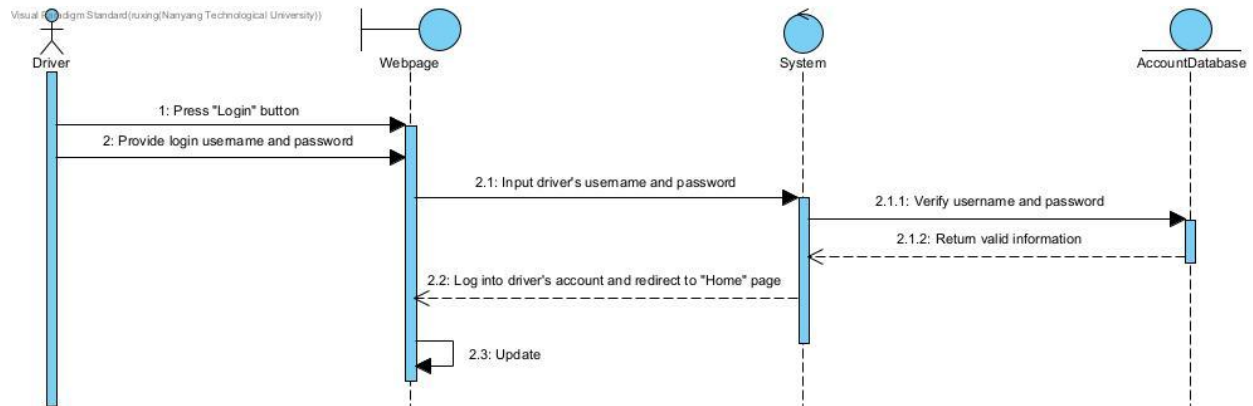 Visual Paradigm Standard(ruxing(Nanyang Technological University))
Driver
Webpage
System
AccountDatabase
1: Press "Login" button
2: Provide login username and password
2.1: Input driver's username and password
2.1.1: Verify username and password
2.1.2: Return valid information
2.2: Log into driver's account and redirect to "Home" page
2.3: Update